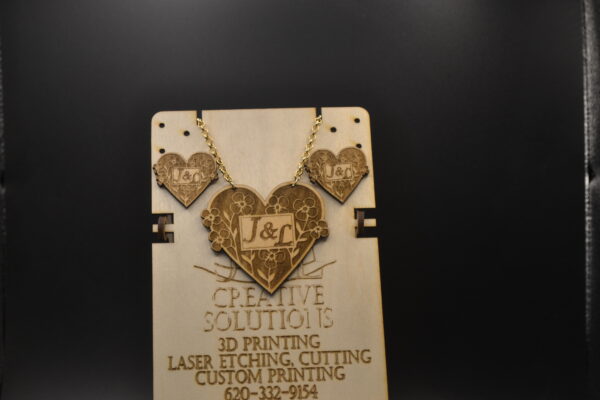 J&L
J&L
J&L
CREATIVE
SOLUTIONS
3D PRINTING
LASER ETCHING, CUTTING
CUSTOM PRINTING
620-332-9154